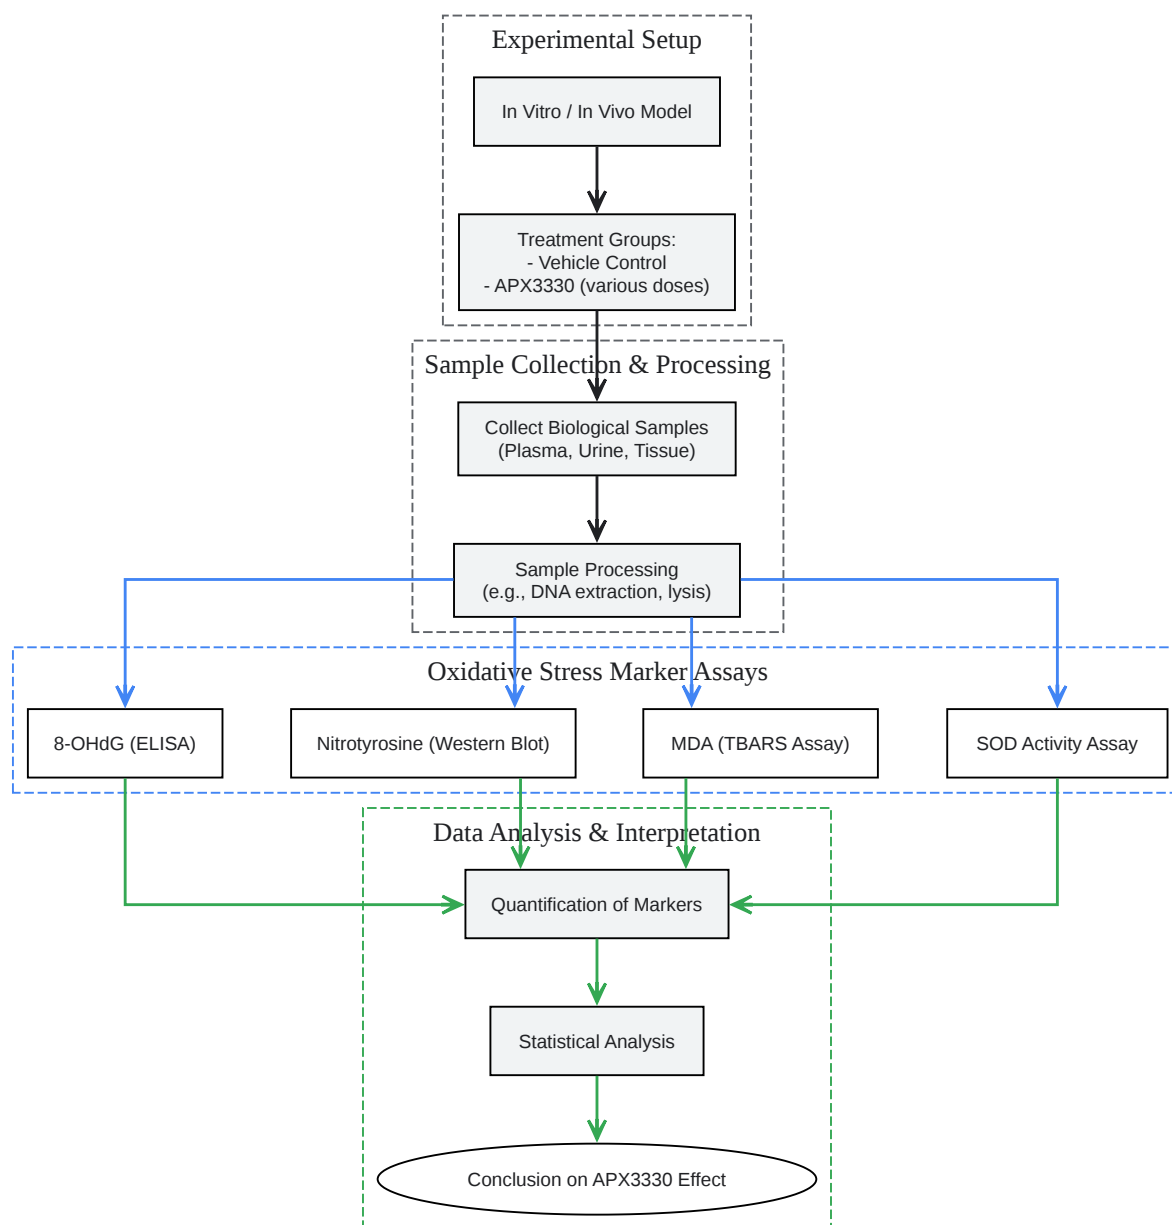 Experimental Setup
In Vitro / In Vivo Model
Treatment Groups:
- Vehicle Control
- APX3330 (various doses)
Sample Collection & Processing
Collect Biological Samples
(Plasma, Urine, Tissue)
Sample Processing
(e.g., DNA extraction, lysis)
Oxidative Stress Marker Assays
8-OHdG (ELISA)
Nitrotyrosine (Western Blot)
MDA (TBARS Assay)
SOD Activity Assay
Data Analysis & Interpretation
Quantification of Markers
Statistical Analysis
Conclusion on APX3330 Effect